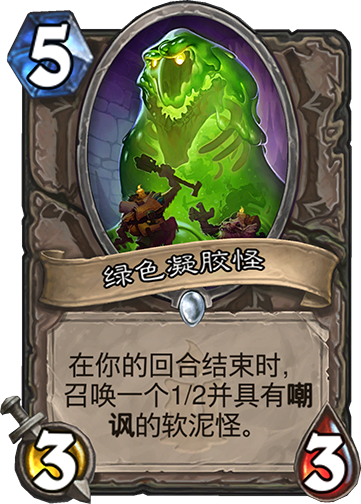 5
绿色凝胶怪
在你的回合结束时，
召唤一个1/2并具有嘲
讽的软泥怪。
3
3